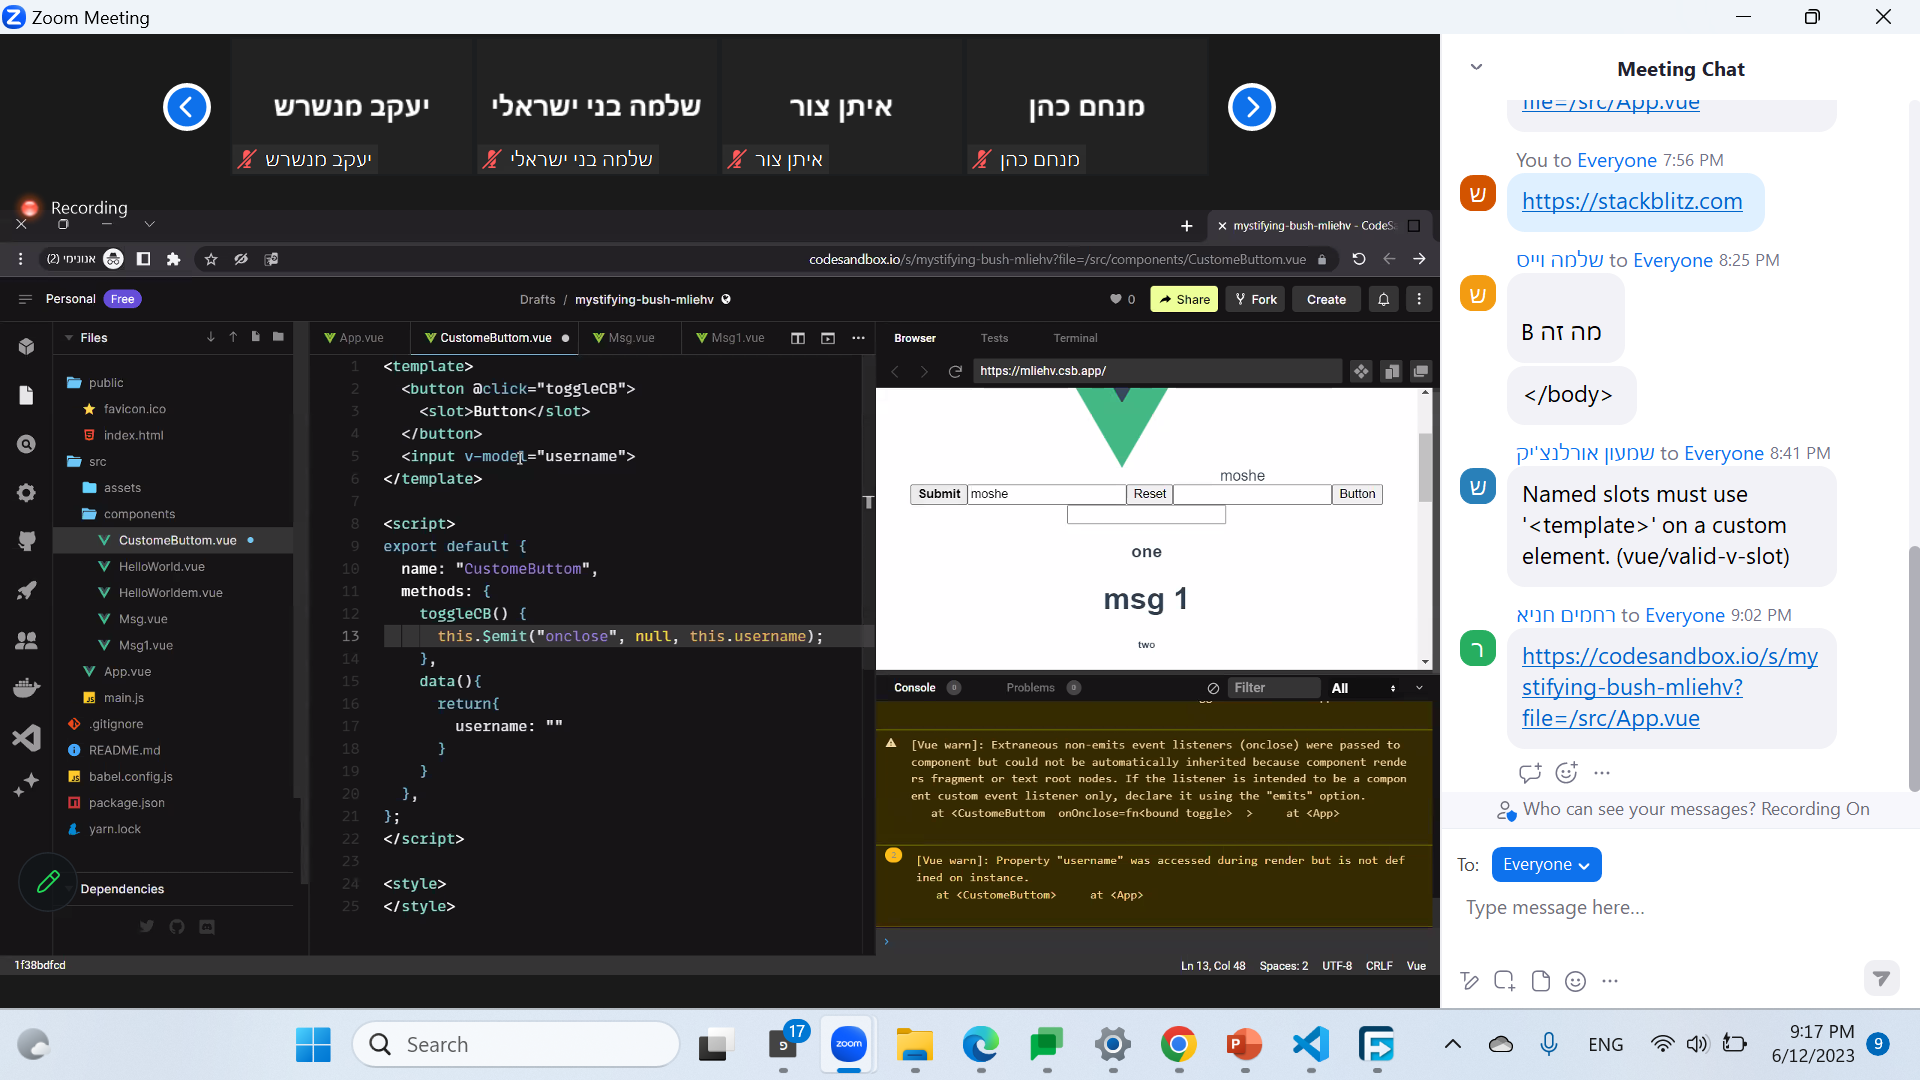 Zoom Meeting
יעקב מנשרש
שלמה בני ישראלי
איתן צור
מנחם כהן
יעקב מנשרש
שלמה בני ישראלי
איתן צור
מנחם כהן
Recording
mystifying-bush-mliehv - CodeS
אנונימי (2)
codesandbox.io/s/mystifying-bush-mliehv?file=/src/components/CustomeButtom.vue
Personal Free
Drafts / mystifying-bush-mliehv
0
Share
Fork
Create
Files
public
favicon.ico
index.html
src
assets
components
CustomeButtom.vue
HelloWorld.vue
HelloWorldem.vue
Msg.vue
Msg1.vue
App.vue
main.js
.gitignore
README.md
babel.config.js
package.json
yarn.lock
Dependencies
1f38bdfcd
App.vue
CustomeButtom.vue
Msg.vue
Msg1.vue
1 <template>
2 <button @click="toggleCB">
3 <slot>Button</slot>
4 </button>
5 <input v-model="username">
6 </template>
7
8 <script>
9 export default {
10 name: "CustomeButtom",
11 methods: {
12 toggleCB() {
13 this.$emit("onclose", null, this.username);
14 },
15 data(){
16 return{
17 username: ""
18 }
19 }
20 },
21 };
22 </script>
23
24 <style>
25 </style>
Browser
Tests
Terminal
https://mliehv.csb.app/
moshe
Submit moshe Reset Button
one
msg 1
two
Console 0
Problems 0
Filter
All
[Vue warn]: Extraneous non-emits event listeners (onclose) were passed to
component but could not be automatically inherited because component rende
rs fragment or text root nodes. If the listener is intended to be a compon
ent custom event listener only, declare it using the "emits" option.
at <CustomeButtom onOnclose=fn<bound toggle> > at <App>
2 [Vue warn]: Property "username" was accessed during render but is not def
ined on instance.
at <CustomeButtom> at <App>
Ln 13, Col 48 Spaces: 2 UTF-8 CRLF Vue
Meeting Chat
file=/src/App.vue
You to Everyone 7:56 PM
ש
https://stackblitz.com
שלמה וייס to Everyone 8:25 PM
ש
מה זה B
</body>
שמעון אורלנצ'יק to Everyone 8:41 PM
ש
Named slots must use
'<template>' on a custom
element. (vue/valid-v-slot)
רחמים חניא to Everyone 9:02 PM
ר
https://codesandbox.io/s/my
stifying-bush-mliehv?
file=/src/App.vue
Who can see your messages? Recording On
To: Everyone
Type message here...
Search
17
zoom
ENG
9:17 PM
6/12/2023
9